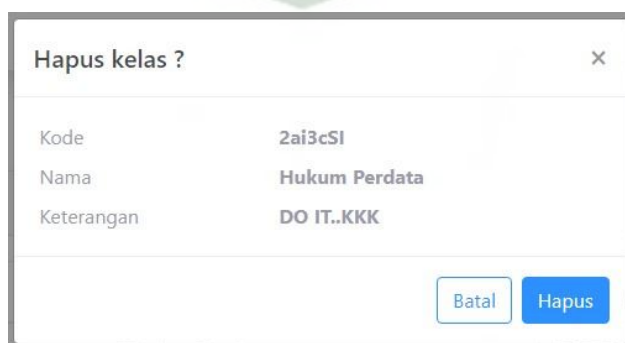 Hapus kelas ?
×
Kode 2ai3cSI
Nama Hukum Perdata
Keterangan DO IT..KKK
Batal Hapus